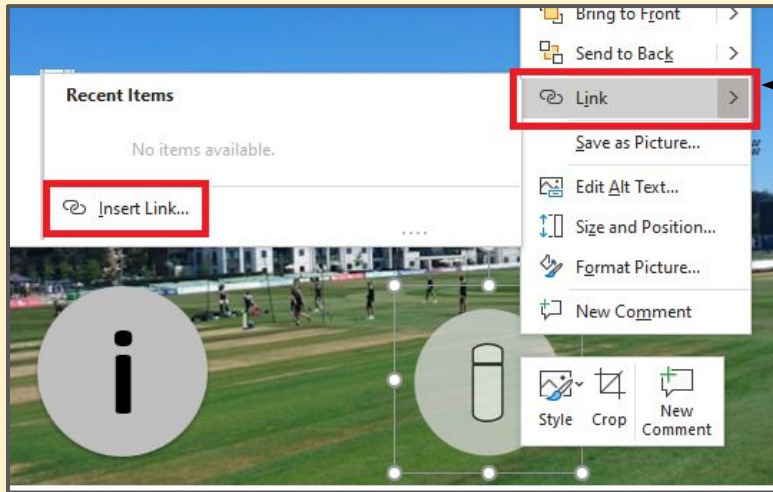 Bring to Front
Send to Back
Link
Save as Picture...
Edit Alt Text...
Size and Position...
Format Picture...
New Comment
Recent Items
No items available.
Insert Link...
i
Style
Crop
New
Comment